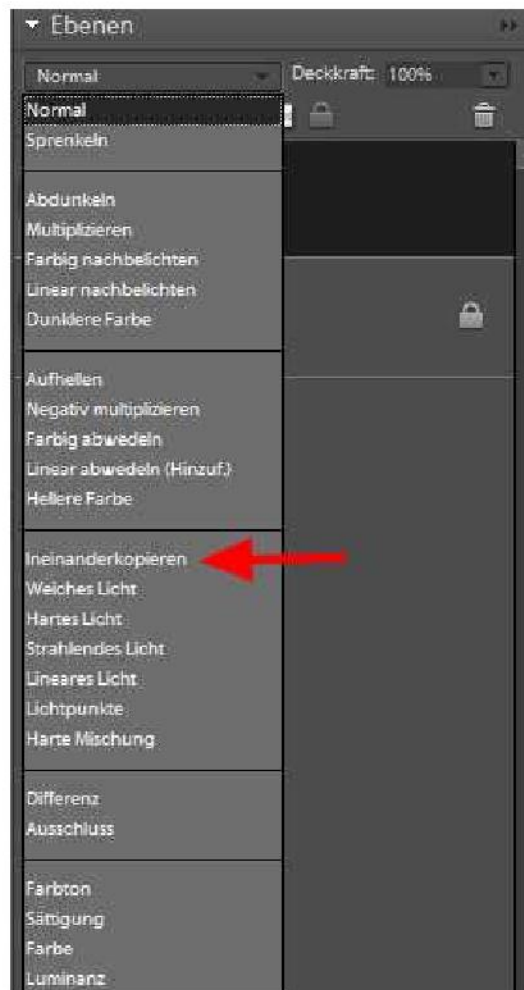 Ebenen
Normal Deckkraft: 100%
Normal
Sprenkeln
Abdunkeln
Multiplizieren
Farbig nachbelichten
Linear nachbelichten
Dunklere Farbe
Aufhellen
Negativ multiplizieren
Farbig abwedeln
Linear abwedeln (Hinzuf.)
Hellere Farbe
Ineinanderkopieren
Weiches Licht
Hartes Licht
Strahlendes Licht
Lineares Licht
Lichtpunkte
Harte Mischung
Differenz
Ausschluss
Farbton
Sättigung
Farbe
Luminanz